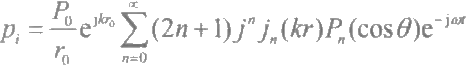 p_i = \frac{P_0}{r_0} e^{jkr_0} \sum_{n=0}^{\infty} (2n+1) j^n j_n(kr) P_n(\cos\theta) e^{-j\omega t}